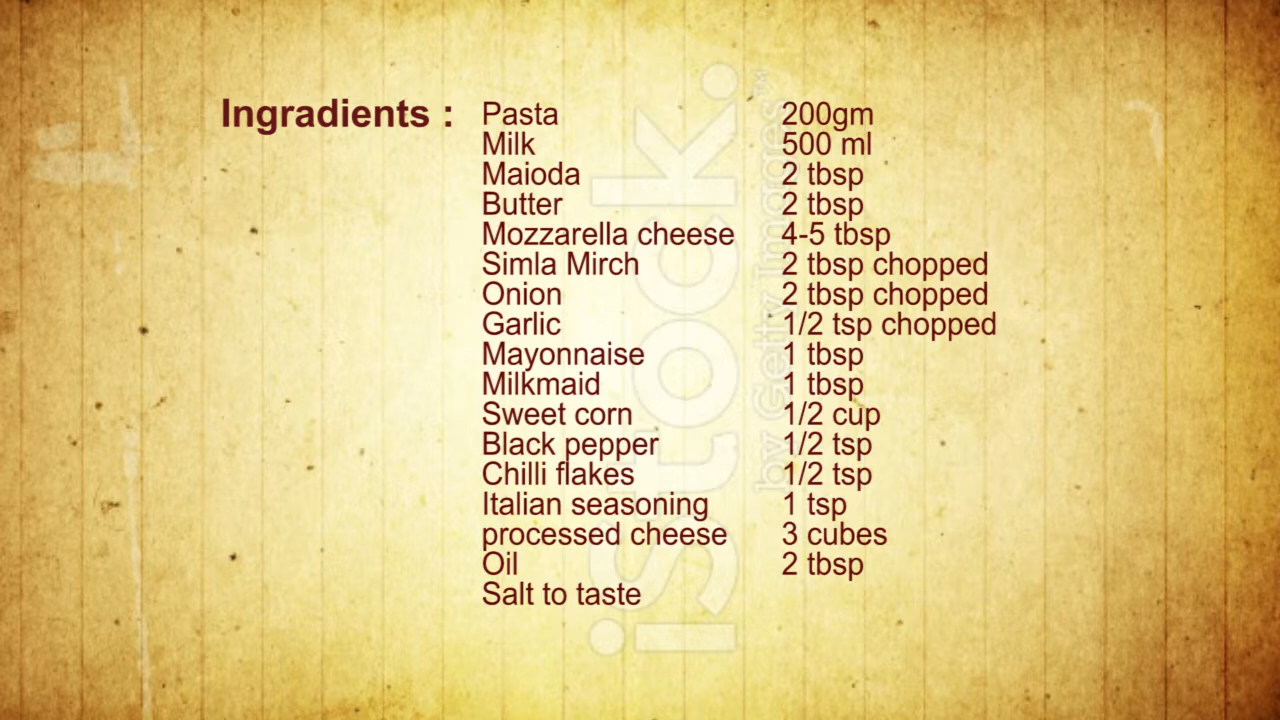 Ingradients : Pasta 200gm
Milk 500 ml
Maioda 2 tbsp
Butter 2 tbsp
Mozzarella cheese 4-5 tbsp
Simla Mirch 2 tbsp chopped
Onion 2 tbsp chopped
Garlic 1/2 tsp chopped
Mayonnaise 1 tbsp
Milkmaid 1 tbsp
Sweet corn 1/2 cup
Black pepper 1/2 tsp
Chilli flakes 1/2 tsp
Italian seasoning 1 tsp
processed cheese 3 cubes
Oil 2 tbsp
Salt to taste
iStock.
by Getty Images™